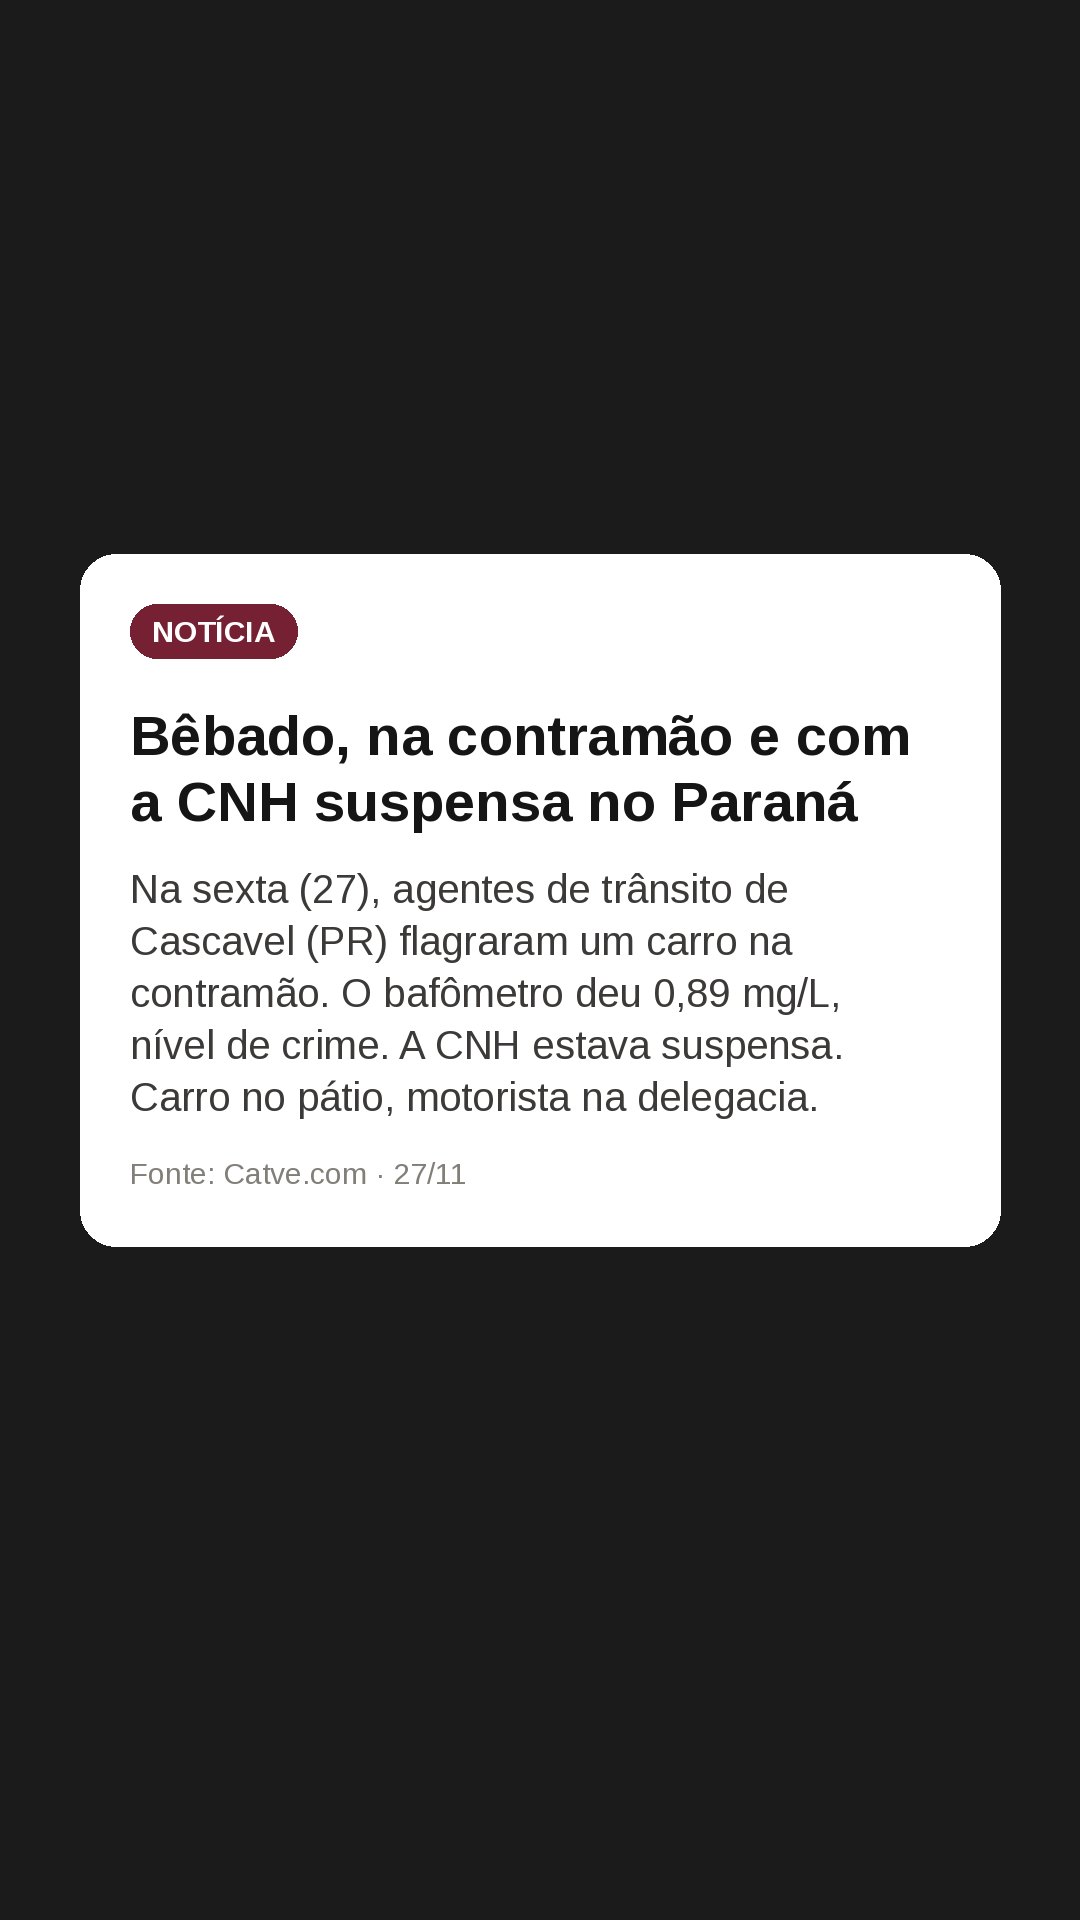 NOTÍCIA
Bêbado, na contramão e com
a CNH suspensa no Paraná
Na sexta (27), agentes de trânsito de
Cascavel (PR) flagraram um carro na
contramão. O bafômetro deu 0,89 mg/L,
nível de crime. A CNH estava suspensa.
Carro no pátio, motorista na delegacia.
Fonte: Catve.com · 27/11